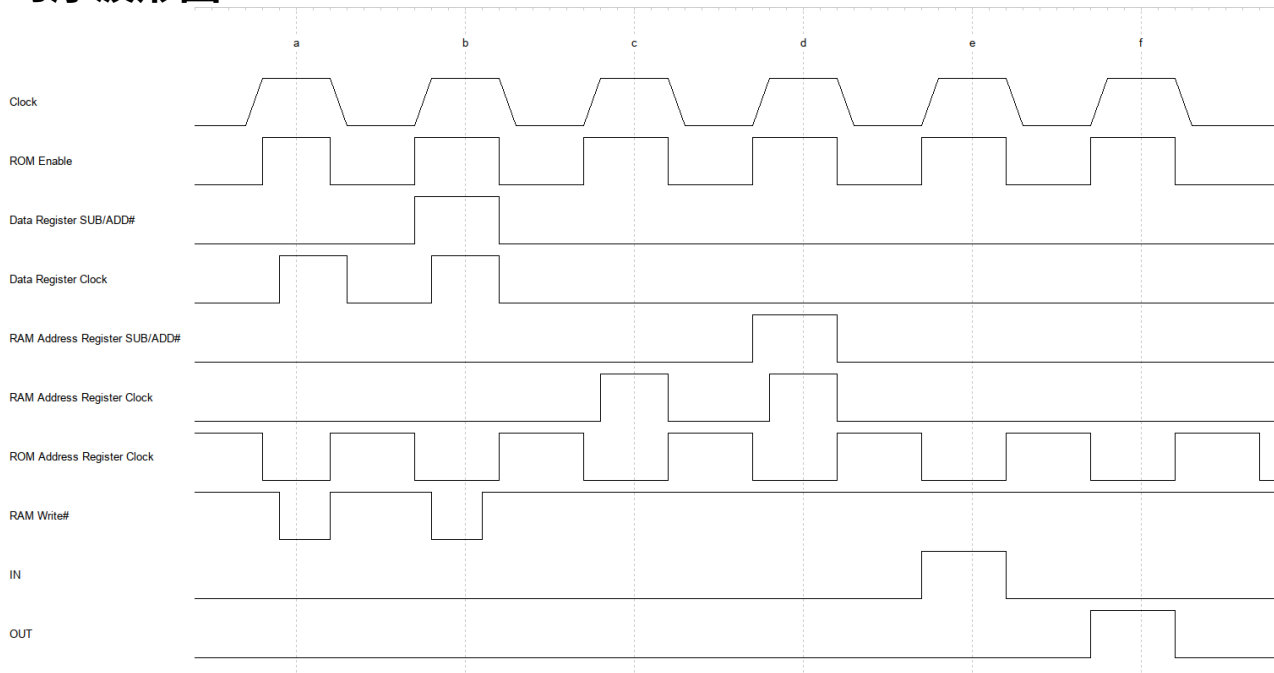 a b c d e f
Clock
ROM Enable
Data Register SUB/ADD#
Data Register Clock
RAM Address Register SUB/ADD#
RAM Address Register Clock
ROM Address Register Clock
RAM Write#
IN
OUT